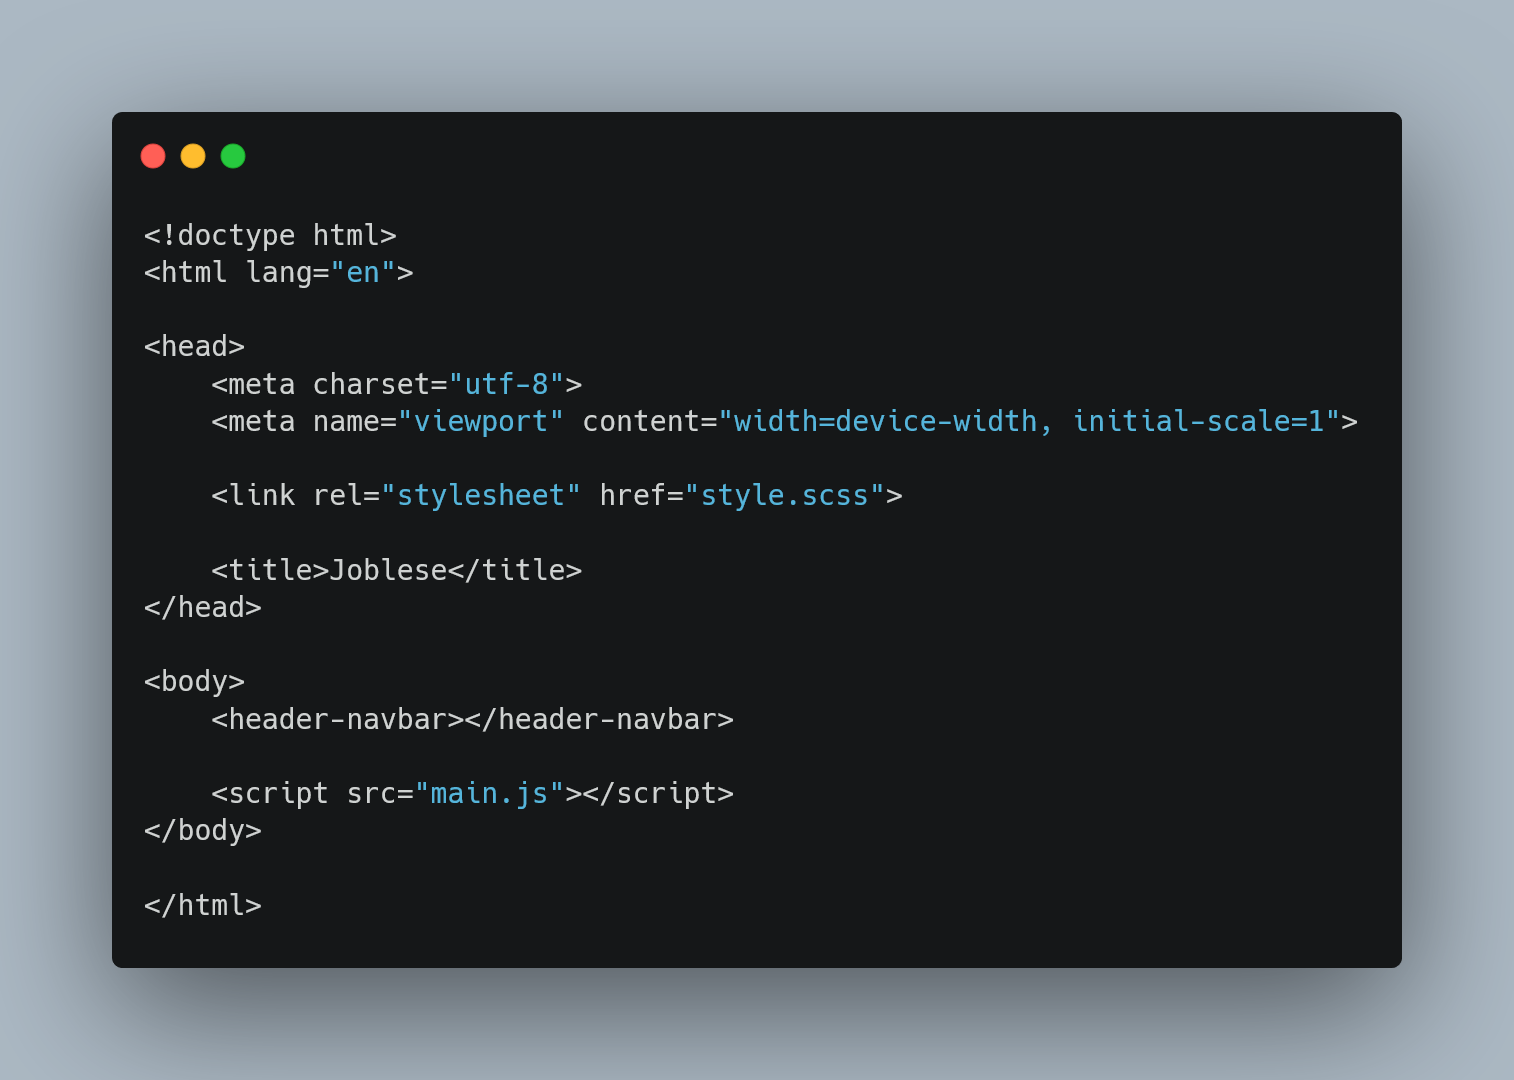 <!doctype html>
<html lang="en">
<head>
<meta charset="utf-8">
<meta name="viewport" content="width=device-width, initial-scale=1">
<link rel="stylesheet" href="style.scss">
<title>Joblese</title>
</head>
<body>
<header-navbar></header-navbar>
<script src="main.js"></script>
</body>
</html>